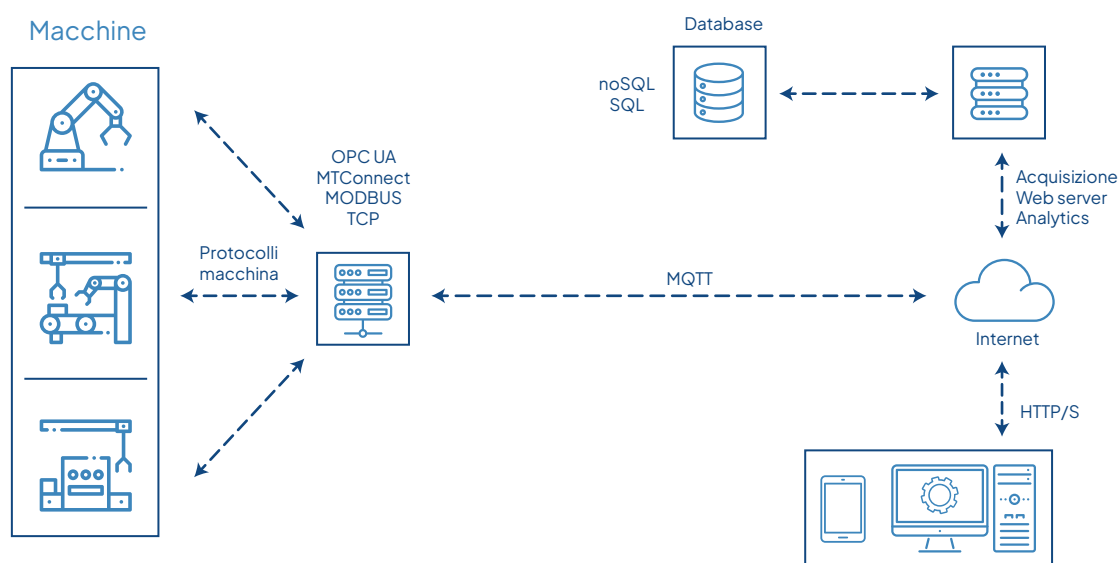 Macchine
Database
noSQL
SQL
OPC UA
MTConnect
MODBUS
TCP
Acquisizione
Web server
Analytics
Protocolli
macchina
MQTT
Internet
HTTP/S